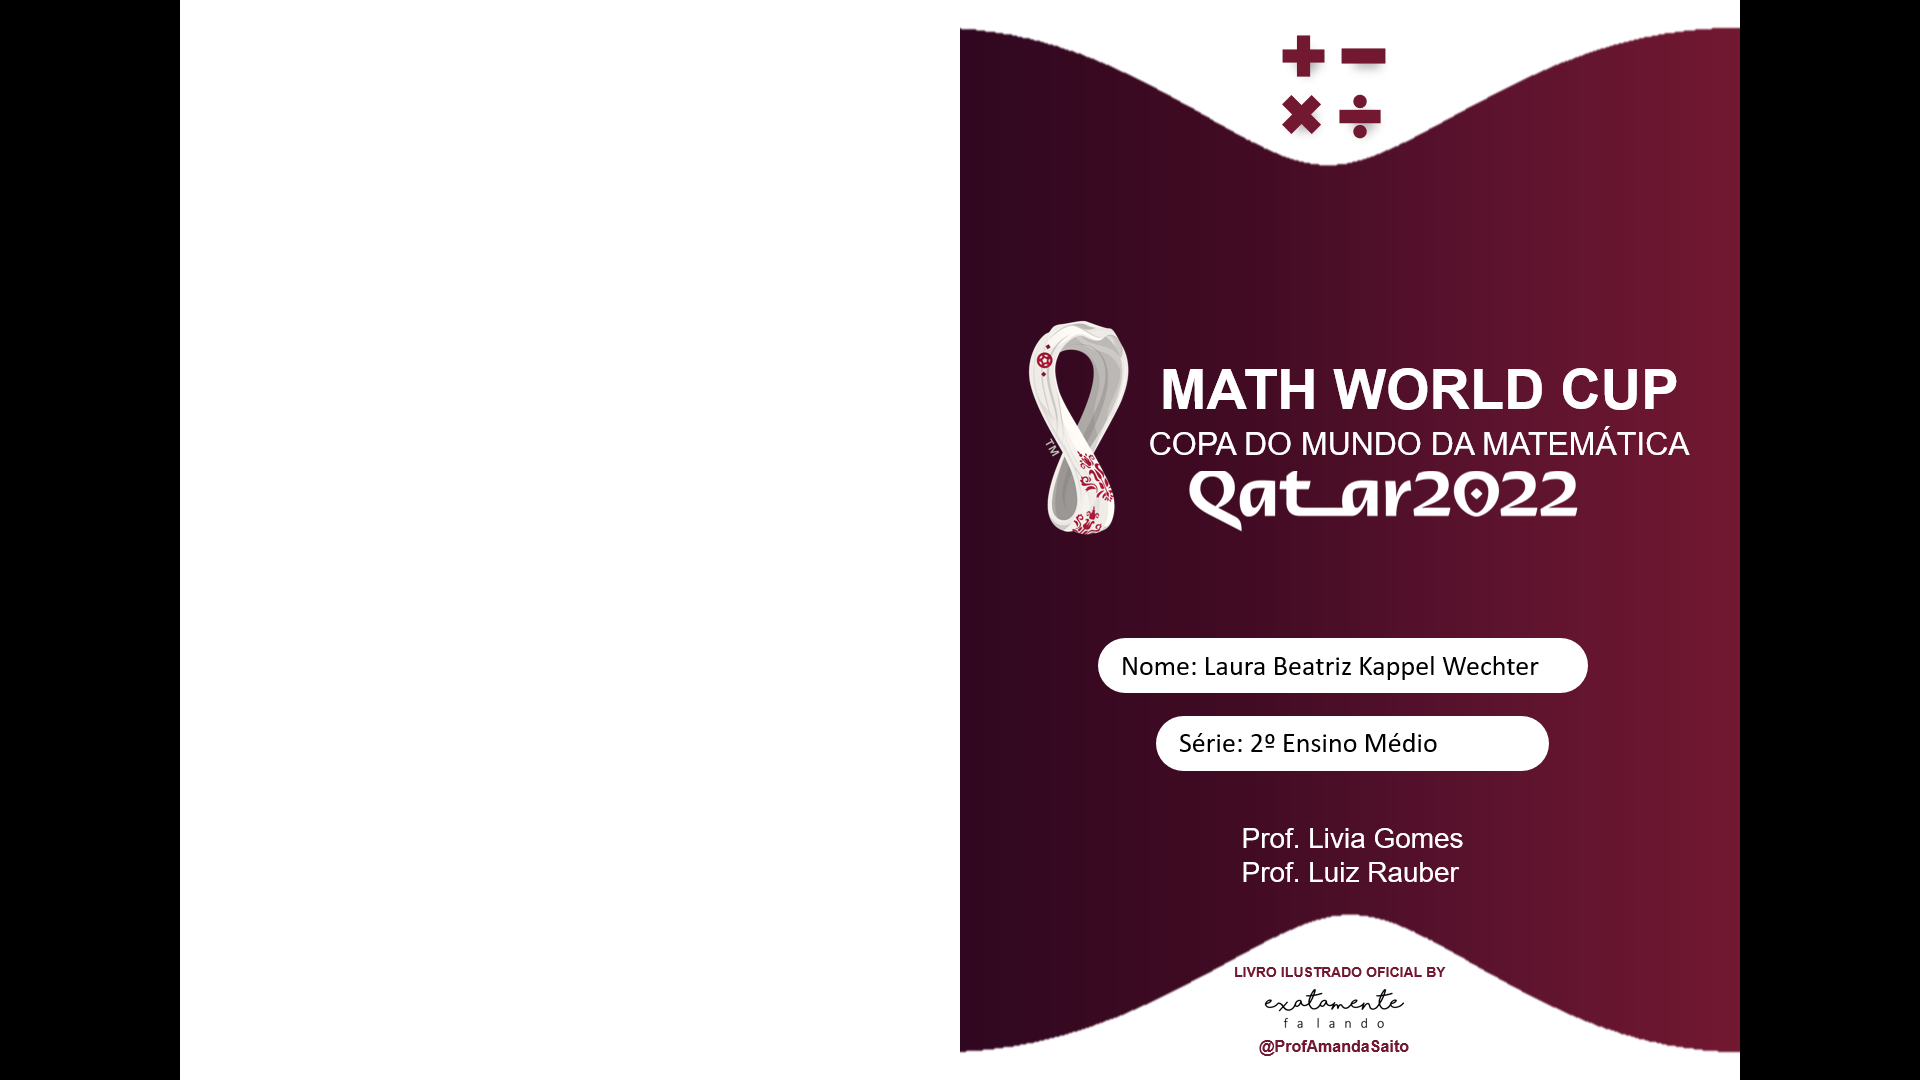 MATH WORLD CUP
COPA DO MUNDO DA MATEMÁTICA
Qatar2022
TM
Nome: Laura Beatriz Kappel Wechter
Série: 2º Ensino Médio
Prof. Livia Gomes
Prof. Luiz Rauber
LIVRO ILUSTRADO OFICIAL BY
exatamente
falando
@ProfAmandaSaito